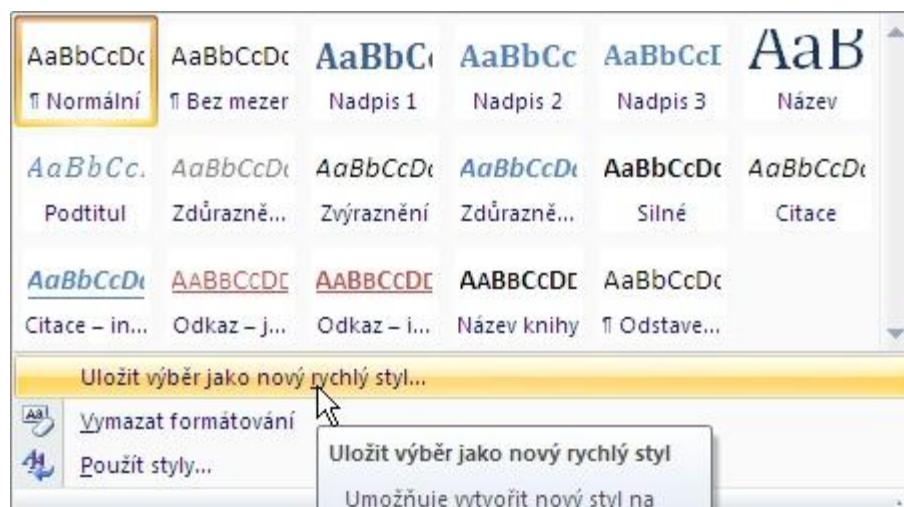 AaBbCcDc AaBbCcDc AaBbC AaBbCc AaBbCcI AaB
¶ Normální ¶ Bez mezer Nadpis 1 Nadpis 2 Nadpis 3 Název
AaBbCc. AaBbCcDc AaBbCcDc AaBbCcDc AaBbCcDc AaBbCcDc
Podtitul Zdůrazně... Zvýraznění Zdůrazně... Silné Citace
AaBbCcDc AABBCCDD AABBCCDD AABBCCDD AaBbCcDc
Citace – in... Odkaz – j... Odkaz – i... Název knihy ¶ Odstave...
Uložit výběr jako nový rychlý styl...
Vymazat formátování
Použít styly...
Uložit výběr jako nový rychlý styl
Umožňuje vytvořit nový styl na